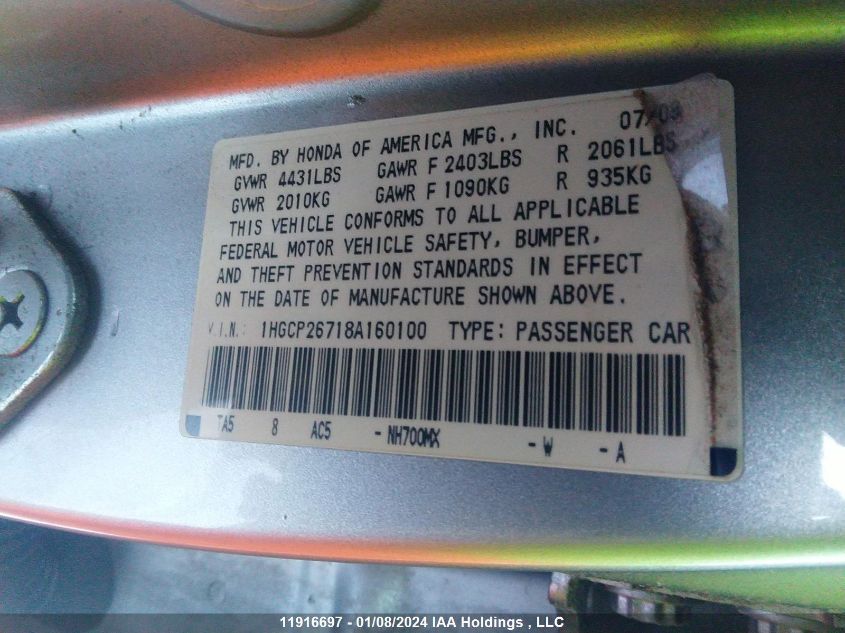 MFD. BY HONDA OF AMERICA MFG., INC. 07/08
GVWR 4431LBS GAWR F 2403LBS R 2061LBS
GVWR 2010KG GAWR F 1090KG R 935KG
THIS VEHICLE CONFORMS TO ALL APPLICABLE
FEDERAL MOTOR VEHICLE SAFETY, BUMPER,
AND THEFT PREVENTION STANDARDS IN EFFECT
ON THE DATE OF MANUFACTURE SHOWN ABOVE.
V.I.N.: 1HGCP26718A160100 TYPE: PASSENGER CAR
TA5 8 AC5 - NH700MX - W - A
11916697 - 01/08/2024 IAA Holdings , LLC